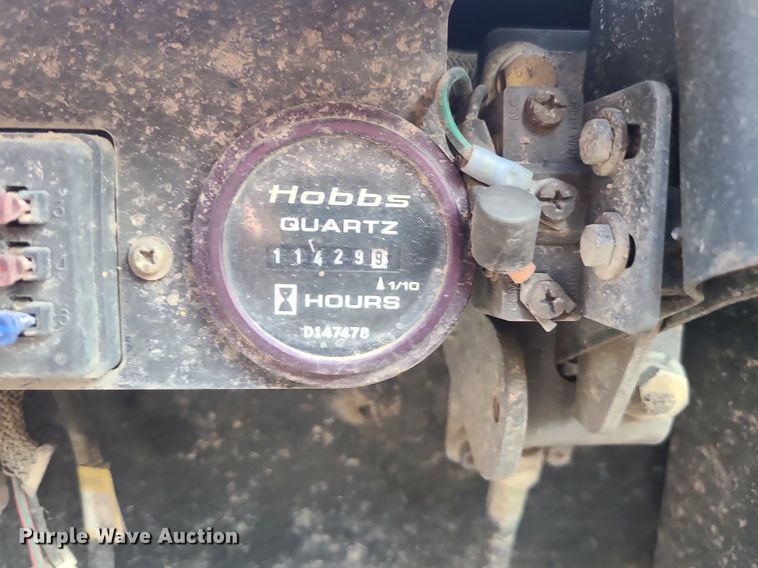 Hobbs
QUARTZ
114299
1/10
HOURS
D147478
Purple Wave Auction